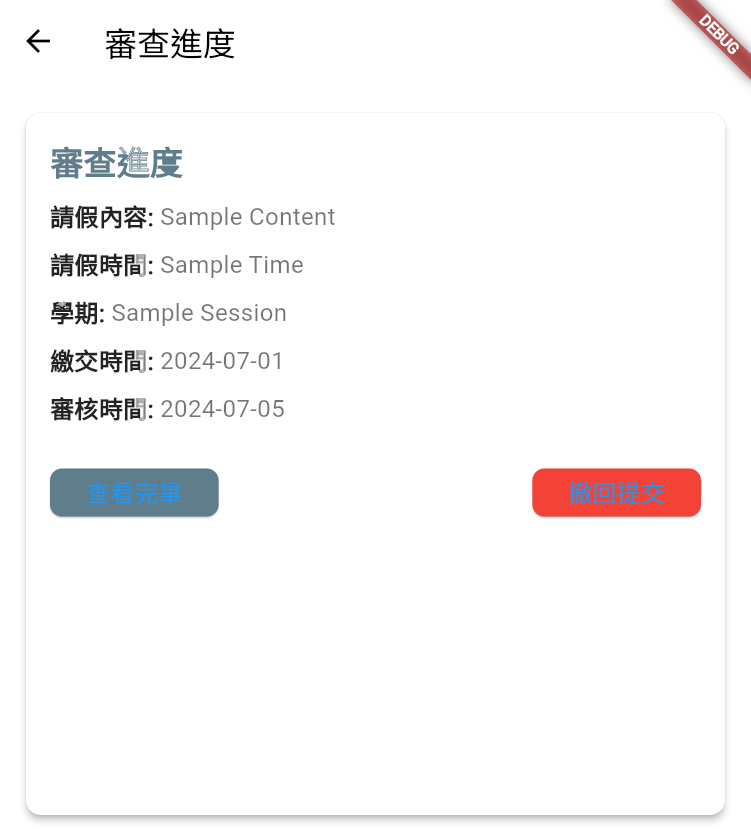 審查進度
DEBUG
審查進度
請假內容: Sample Content
請假時間: Sample Time
學期: Sample Session
繳交時間: 2024-07-01
審核時間: 2024-07-05
查看完畢
撤回提交